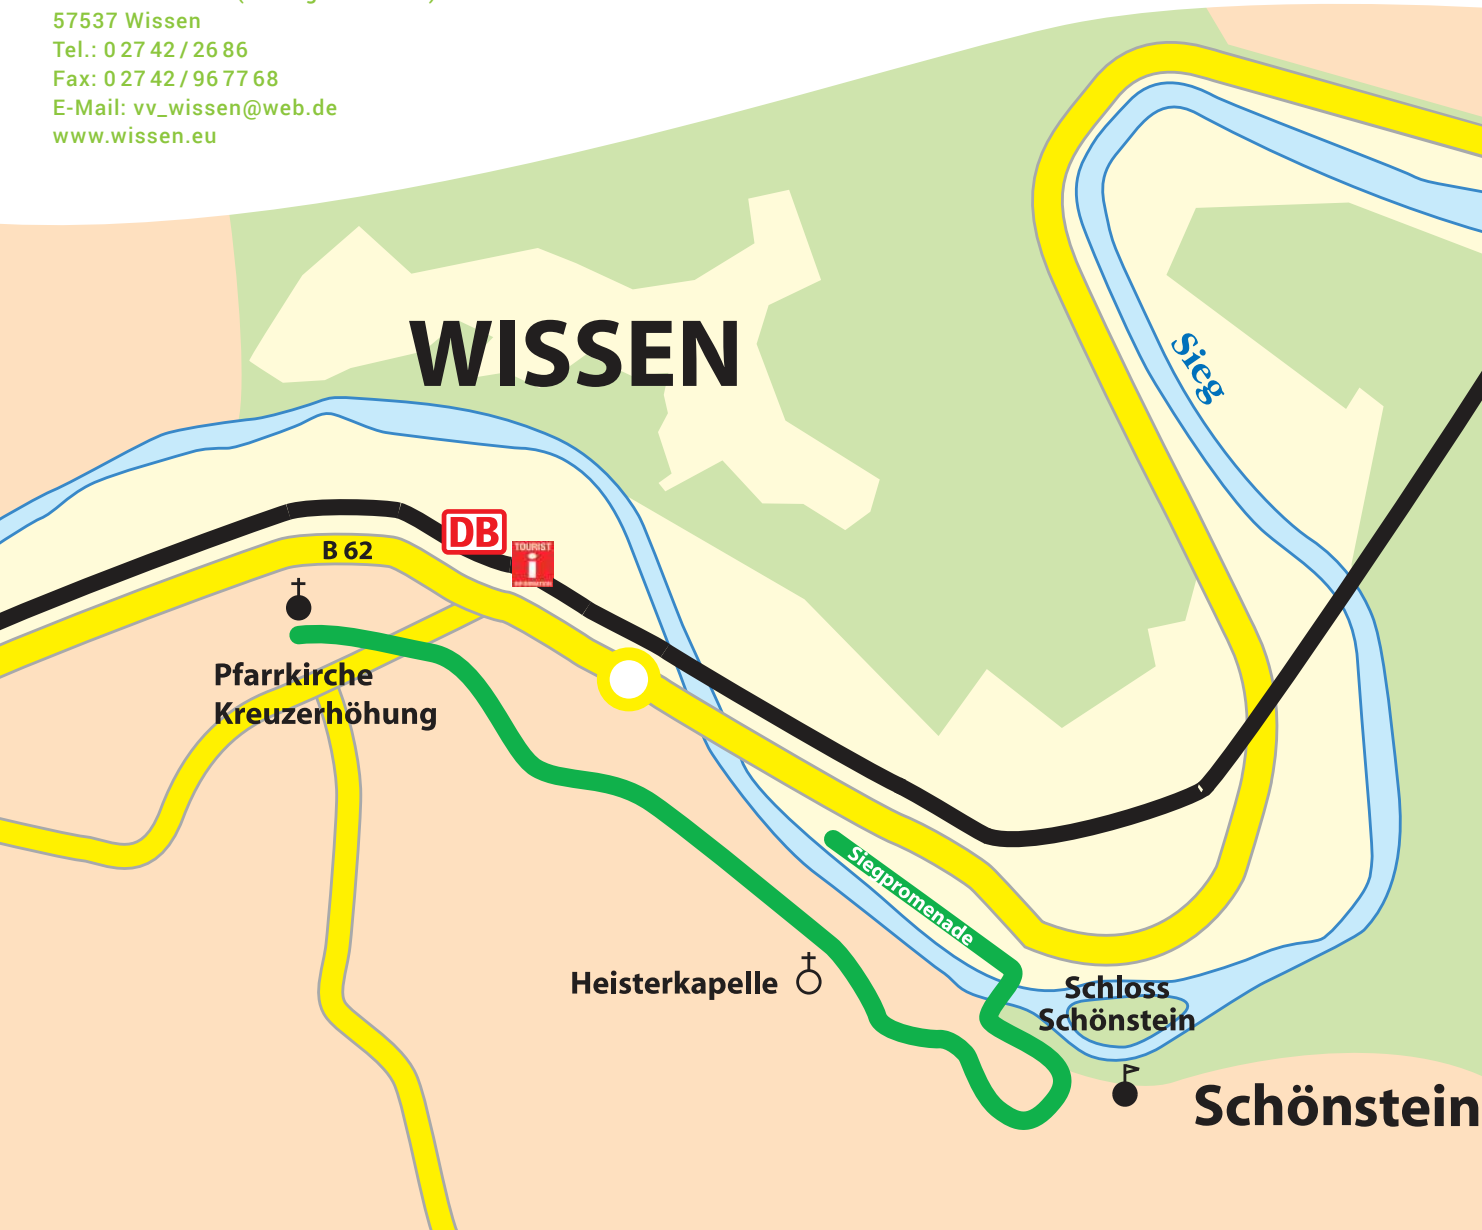 57537 Wissen
Tel.: 0 27 42 / 26 86
Fax: 0 27 42 / 96 77 68
E-Mail: vv_wissen@web.de
www.wissen.eu
WISSEN
Sieg
DB
TOURIST
i
B 62
Pfarrkirche
Kreuzerhöhung
Siegpromenade
Heisterkapelle
Schloss
Schönstein
Schönstein